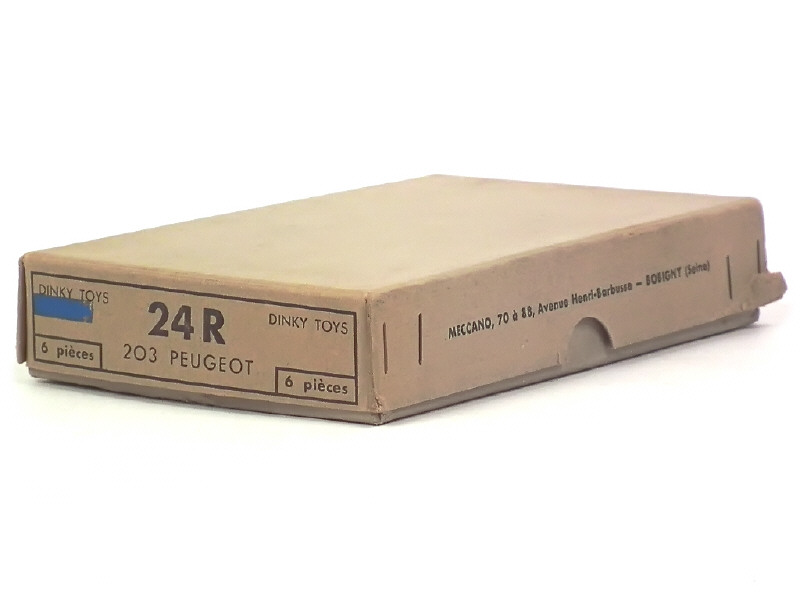 DINKY TOYS
24 R
DINKY TOYS
6 pièces
203 PEUGEOT
6 pièces
MECCANO, 70 à 88, Avenue Henri-Barbusse — BOBIGNY (Seine)